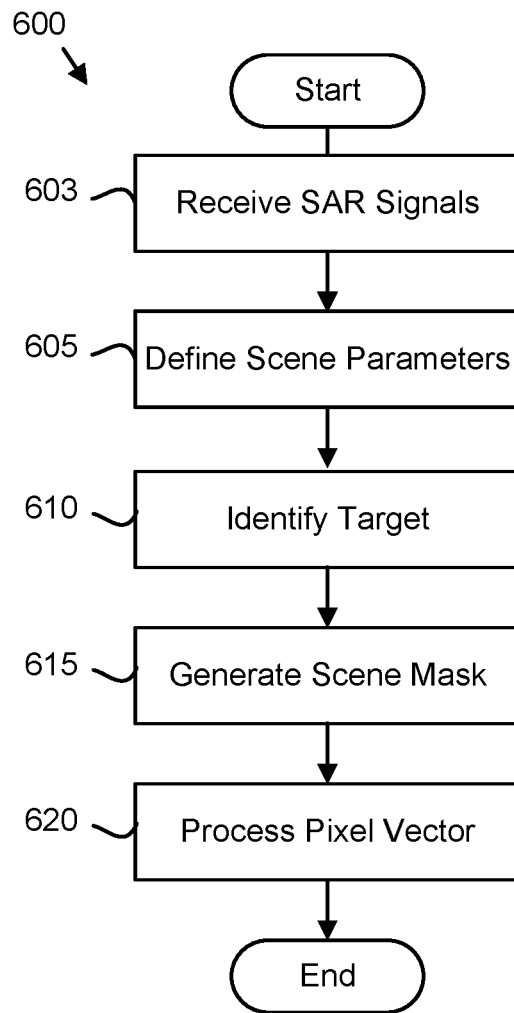 600
Start
603
Receive SAR Signals
605
Define Scene Parameters
610
Identify Target
615
Generate Scene Mask
620
Process Pixel Vector
End